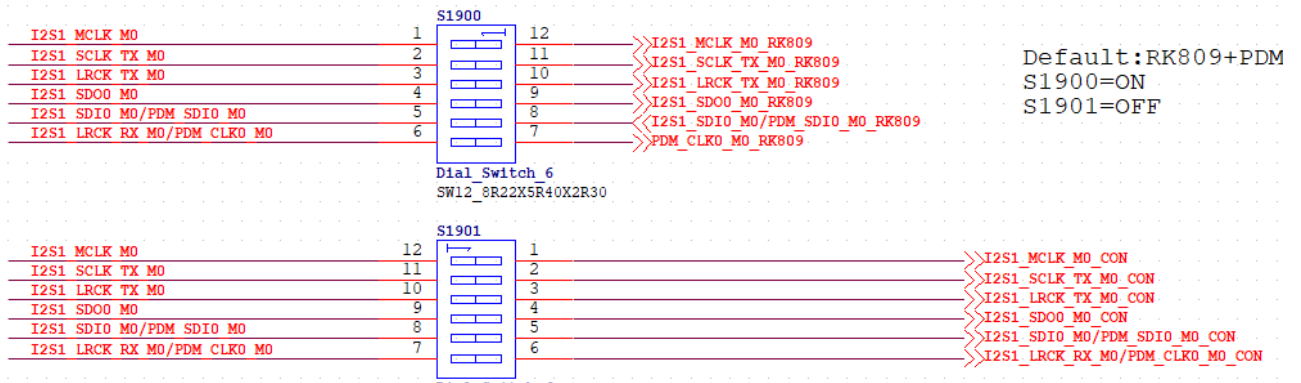 S1900
I2S1_MCLK_M0 1 12 I2S1_MCLK_M0_RK809
I2S1_SCLK_TX_M0 2 11 I2S1_SCLK_TX_M0_RK809
I2S1_LRCK_TX_M0 3 10 I2S1_LRCK_TX_M0_RK809
I2S1_SDO0_M0 4 9 I2S1_SDO0_M0_RK809
I2S1_SDI0_M0/PDM_SDI0_M0 5 8 I2S1_SDI0_M0/PDM_SDI0_M0_RK809
I2S1_LRCK_RX_M0/PDM_CLK0_M0 6 7 PDM_CLK0_M0_RK809
Dial_Switch_6
SW12_8R22X5R40X2R30
Default:RK809+PDM
S1900=ON
S1901=OFF
S1901
I2S1_MCLK_M0 12 1 I2S1_MCLK_M0_CON
I2S1_SCLK_TX_M0 11 2 I2S1_SCLK_TX_M0_CON
I2S1_LRCK_TX_M0 10 3 I2S1_LRCK_TX_M0_CON
I2S1_SDO0_M0 9 4 I2S1_SDO0_M0_CON
I2S1_SDI0_M0/PDM_SDI0_M0 8 5 I2S1_SDI0_M0/PDM_SDI0_M0_CON
I2S1_LRCK_RX_M0/PDM_CLK0_M0 7 6 I2S1_LRCK_RX_M0/PDM_CLK0_M0_CON